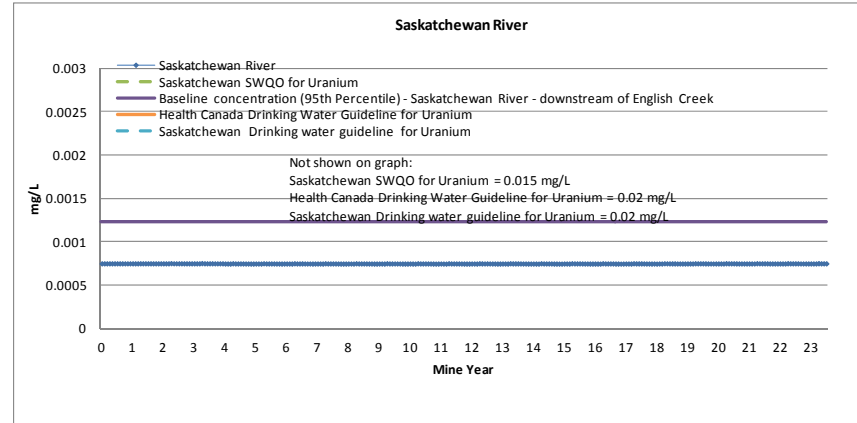 Saskatchewan River
Saskatchewan River
Saskatchewan SWQO for Uranium
Baseline concentration (95th Percentile) - Saskatchewan River - downstream of English Creek
Health Canada Drinking Water Guideline for Uranium
Saskatchewan Drinking water guideline for Uranium
Not shown on graph:
Saskatchewan SWQO for Uranium = 0.015 mg/L
Health Canada Drinking Water Guideline for Uranium = 0.02 mg/L
Saskatchewan Drinking water guideline for Uranium = 0.02 mg/L
mg/L
0.003
0.0025
0.002
0.0015
0.001
0.0005
0
0 1 2 3 4 5 6 7 8 9 10 11 12 13 14 15 16 17 18 19 20 21 22 23
Mine Year